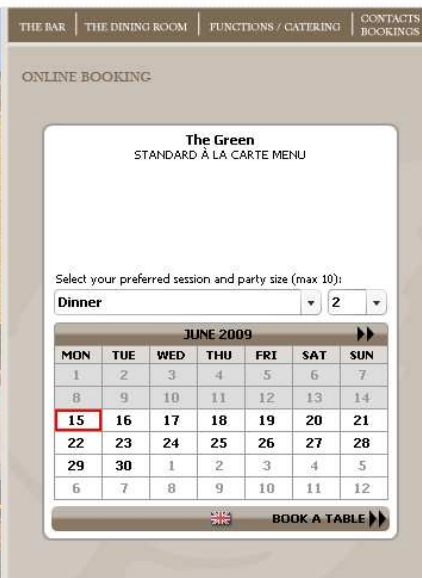 THE BAR THE DINING ROOM FUNCTIONS / CATERING CONTACTS BOOKINGS
ONLINE BOOKING
The Green
STANDARD À LA CARTE MENU
Select your preferred session and party size (max 10):
Dinner 2
JUNE 2009
MON TUE WED THU FRI SAT SUN
1 2 3 4 5 6 7
8 9 10 11 12 13 14
15 16 17 18 19 20 21
22 23 24 25 26 27 28
29 30 1 2 3 4 5
6 7 8 9 10 11 12
BOOK A TABLE